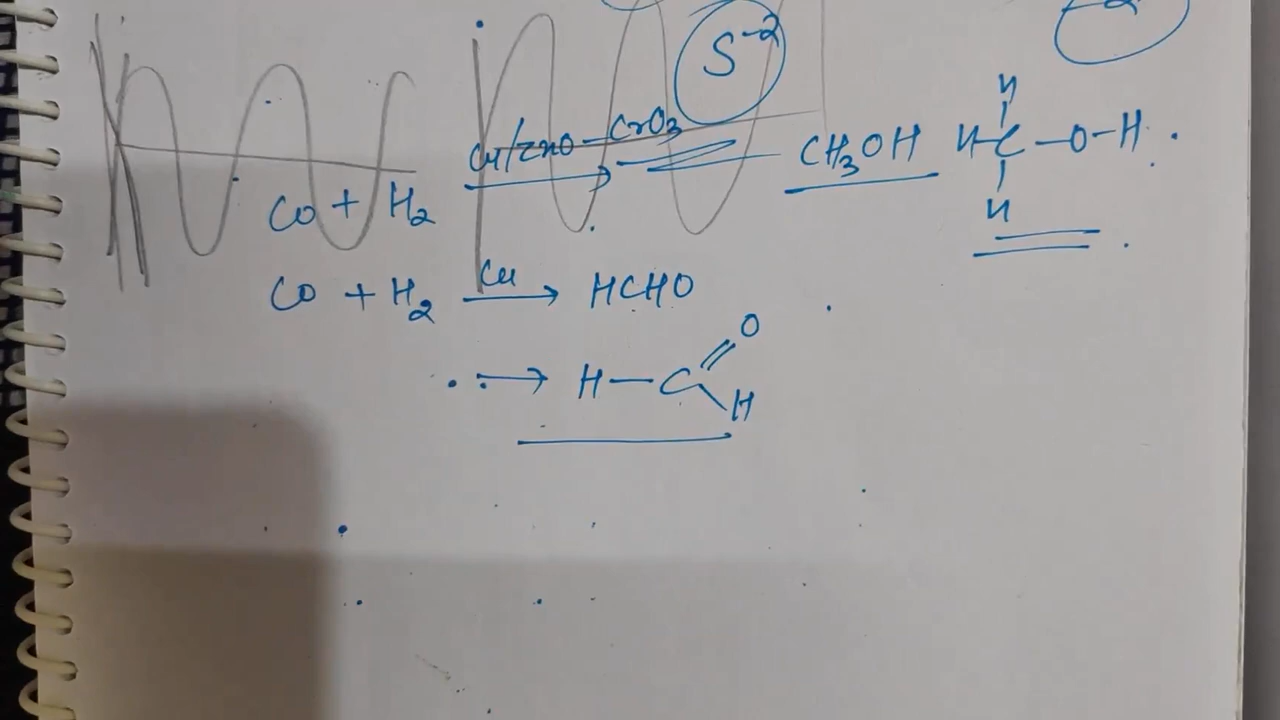 S⁻²
Cu/ZnO-CrO₃
CO + H₂ → CH₃OH
H
H-C-O-H
H
CO + H₂ Cu → HCHO
→ H-C
O
H